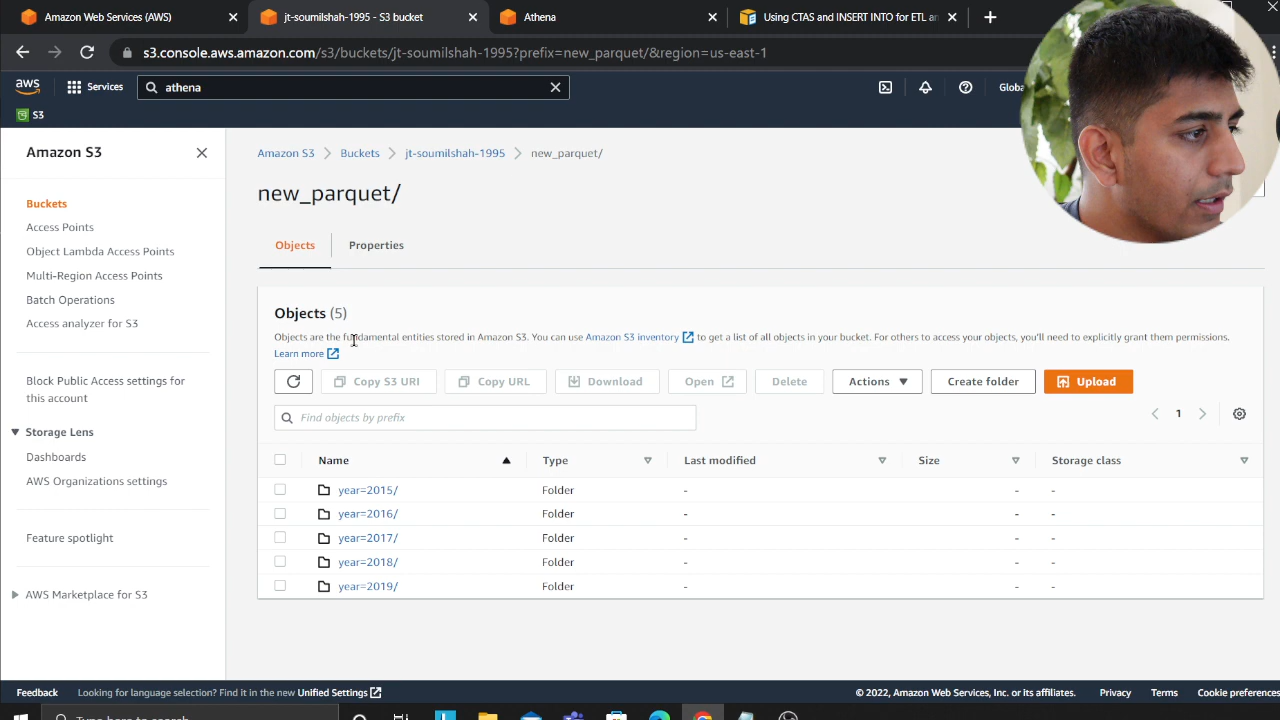 Amazon Web Services (AWS)
jt-soumilshah-1995 - S3 bucket
Athena
Using CTAS and INSERT INTO for ETL an
s3.console.aws.amazon.com/s3/buckets/jt-soumilshah-1995?prefix=new_parquet/&region=us-east-1
aws
Services
athena
Globa
S3
Amazon S3
Buckets
Access Points
Object Lambda Access Points
Multi-Region Access Points
Batch Operations
Access analyzer for S3
Block Public Access settings for
this account
Storage Lens
Dashboards
AWS Organizations settings
Feature spotlight
AWS Marketplace for S3
Amazon S3 > Buckets > jt-soumilshah-1995 > new_parquet/
new_parquet/
Objects
Properties
Objects (5)
Objects are the fundamental entities stored in Amazon S3. You can use Amazon S3 inventory to get a list of all objects in your bucket. For others to access your objects, you'll need to explicitly grant them permissions.
Learn more
Copy S3 URI
Copy URL
Download
Open
Delete
Actions
Create folder
Upload
Find objects by prefix
1
Name Type Last modified Size Storage class
year=2015/ Folder - - -
year=2016/ Folder - - -
year=2017/ Folder - - -
year=2018/ Folder - - -
year=2019/ Folder - - -
Feedback
Looking for language selection? Find it in the new Unified Settings
© 2022, Amazon Web Services, Inc. or its affiliates.
Privacy
Terms
Cookie preferences
Type here to search